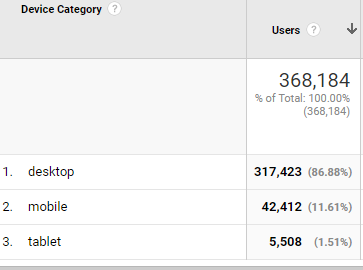 Device Category ?
Users ?
368,184
% of Total: 100.00%
(368,184)
1. desktop 317,423 (86.88%)
2. mobile 42,412 (11.61%)
3. tablet 5,508 (1.51%)